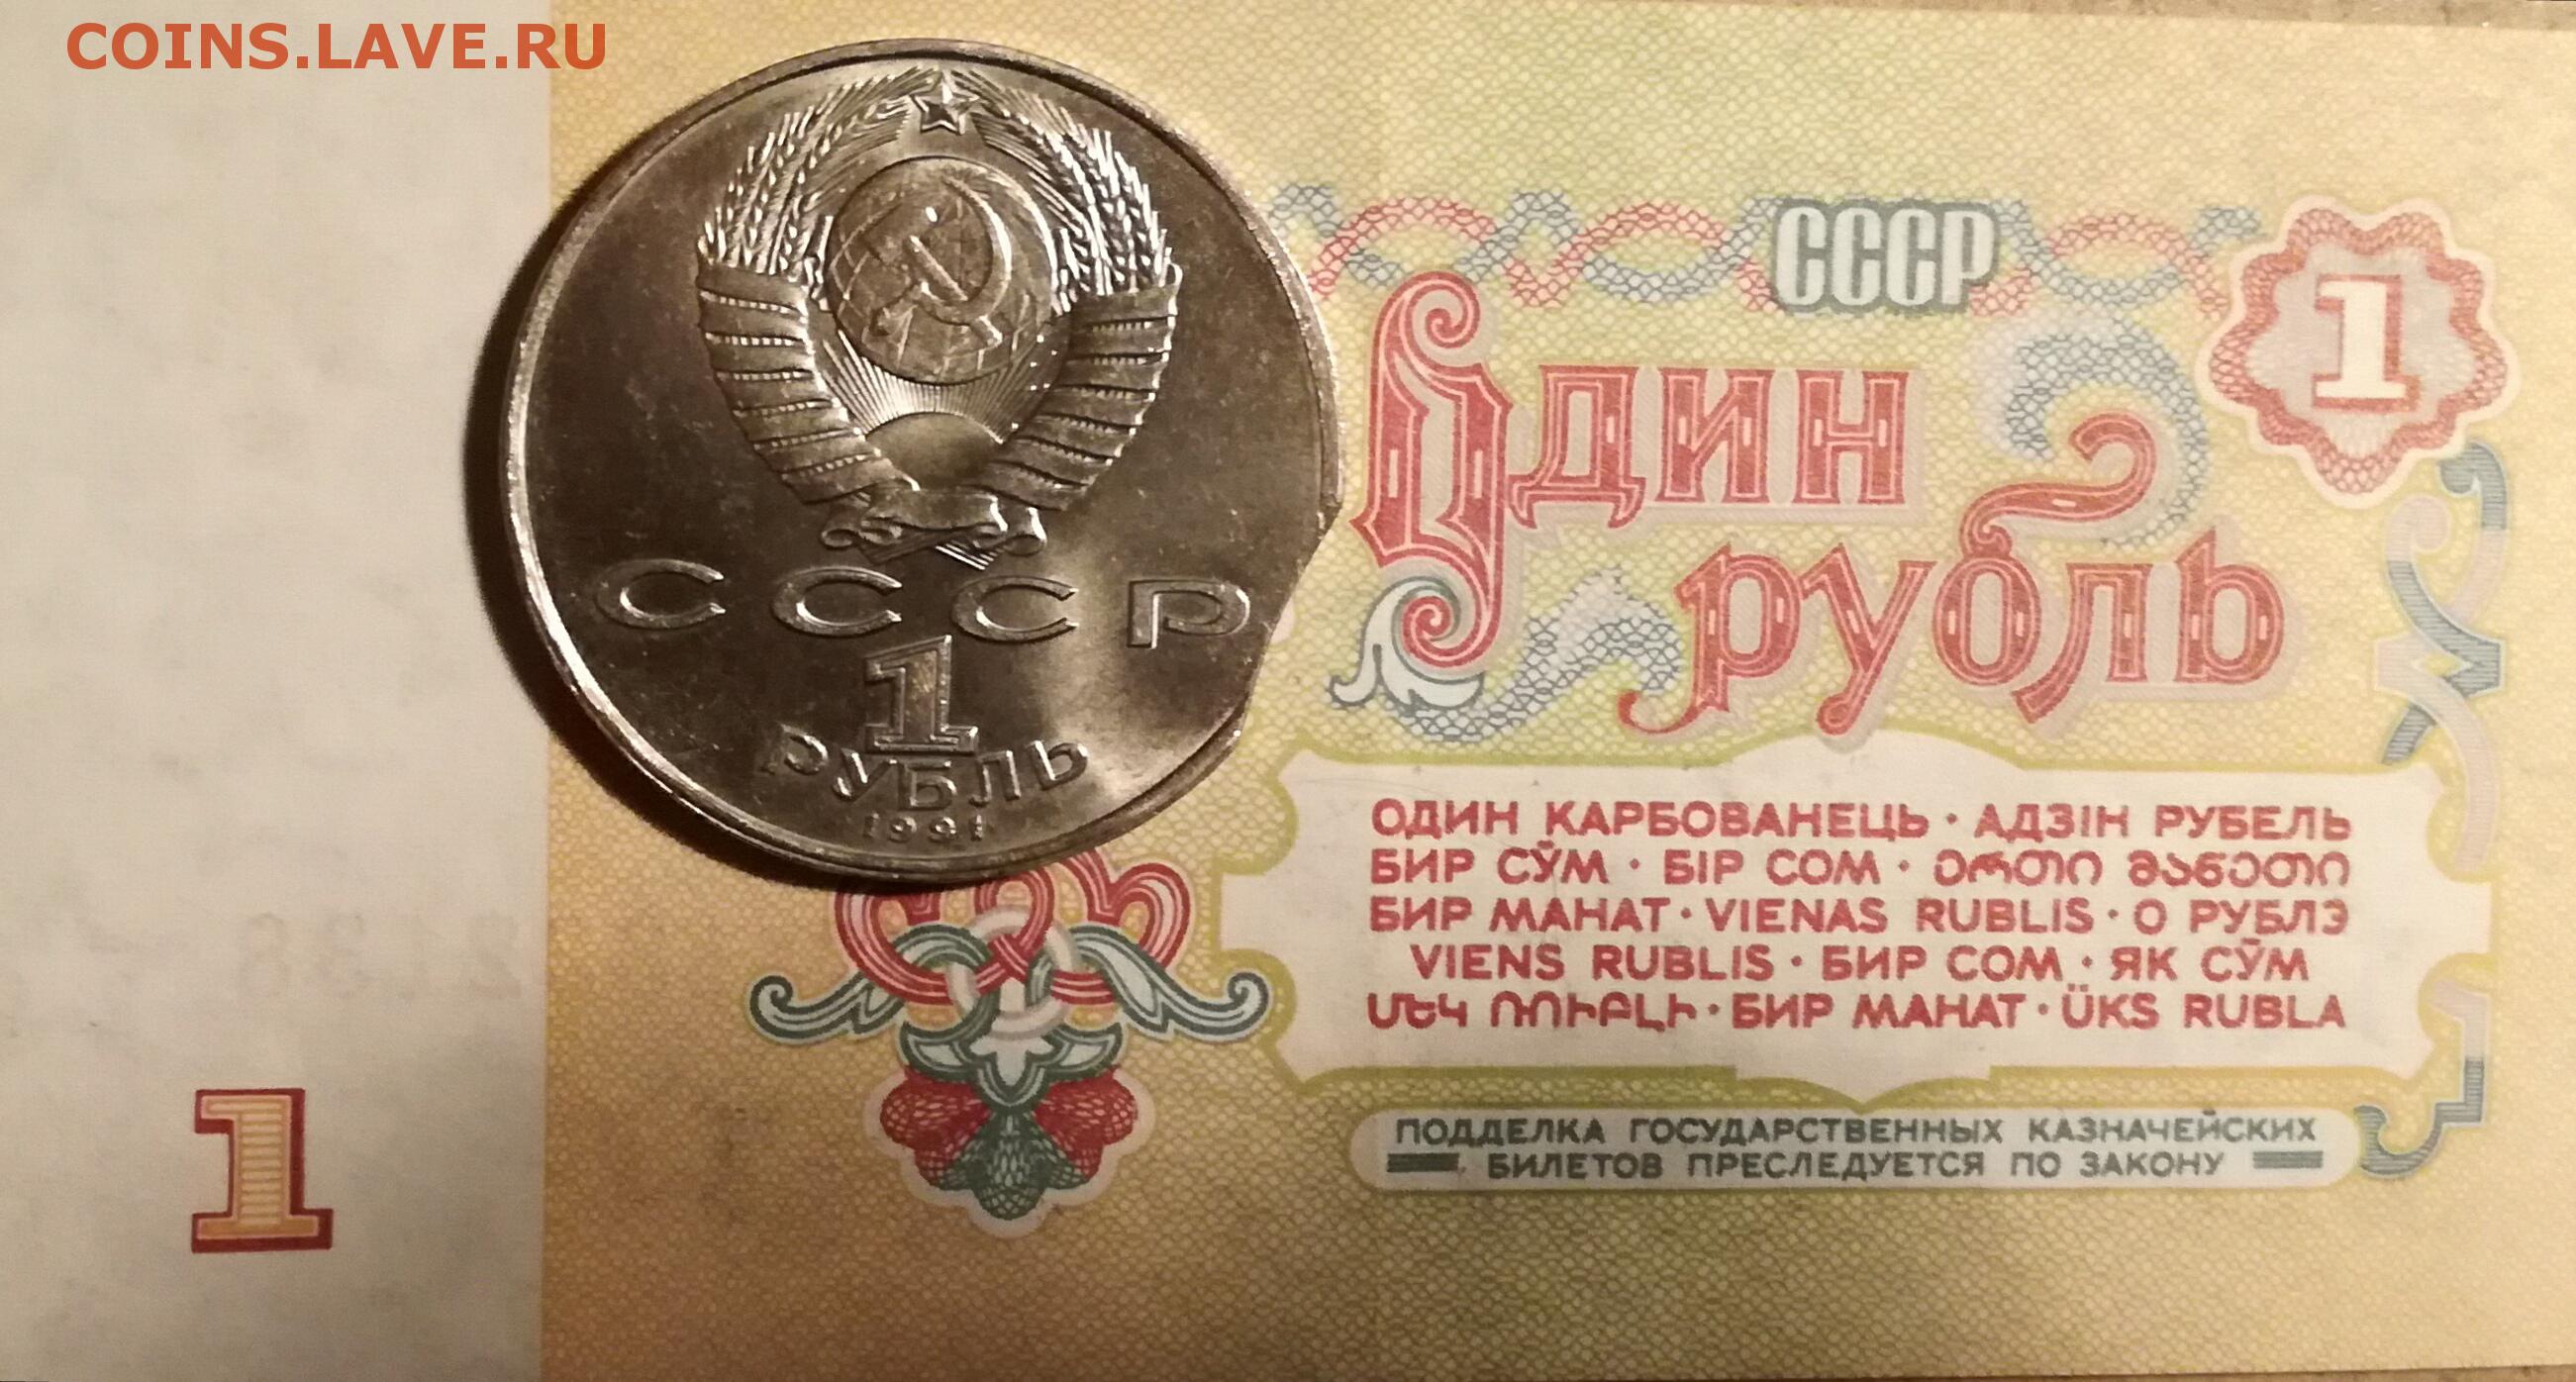 COINS.LAVE.RU
СССР
1
Один
рубль
СССР
1
РУБЛЬ
1991
ОДИН КАРБОВАНЕЦЬ · АДЗІН РУБЕЛЬ
БИР СЎМ · БІР СОМ · ერთი მანეთი
БИР МАНАТ · VIENAS RUBLIS · О РУБЛЭ
VIENS RUBLIS · БИР СОМ · ЯК СӮМ
ՄԵԿ ՌՈՒԲԼԻ · БИР МАНАТ · ÜKS RUBLA
2138
1
ПОДДЕЛКА ГОСУДАРСТВЕННЫХ КАЗНАЧЕЙСКИХ
БИЛЕТОВ ПРЕСЛЕДУЕТСЯ ПО ЗАКОНУ